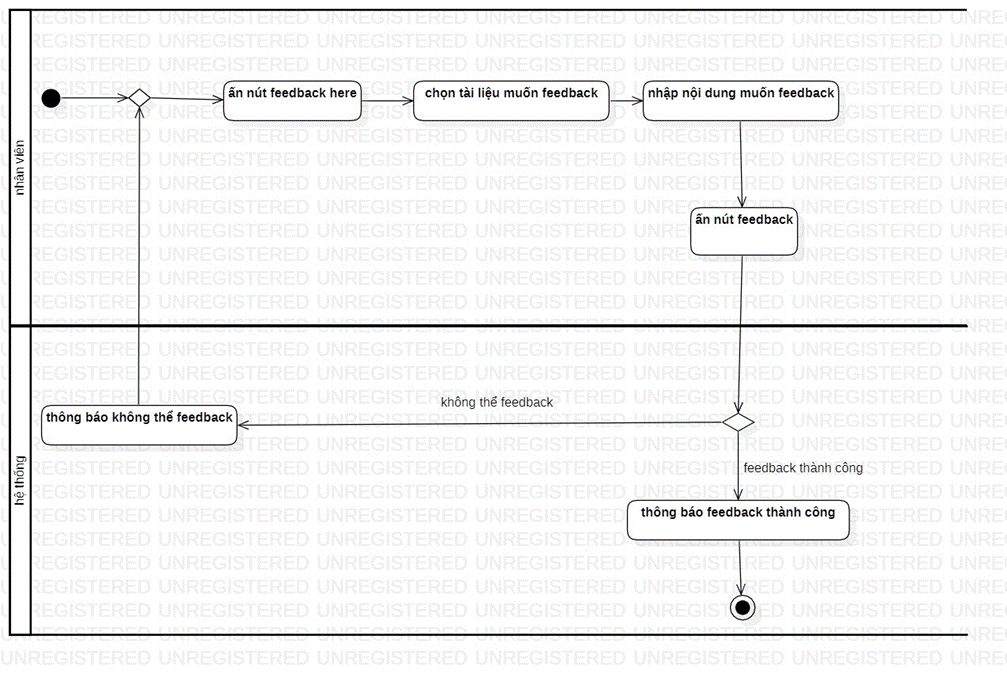 ấn nút feedback here
chọn tài liệu muốn feedback
nhập nội dung muốn feedback
nhân viên
ấn nút feedback
không thể feedback
thông báo không thể feedback
hệ thống
feedback thành công
thông báo feedback thành công
UNREGISTERED UNREGISTERED UNREGISTERED UNREGISTERED UNREGISTERED UNREGISTERED